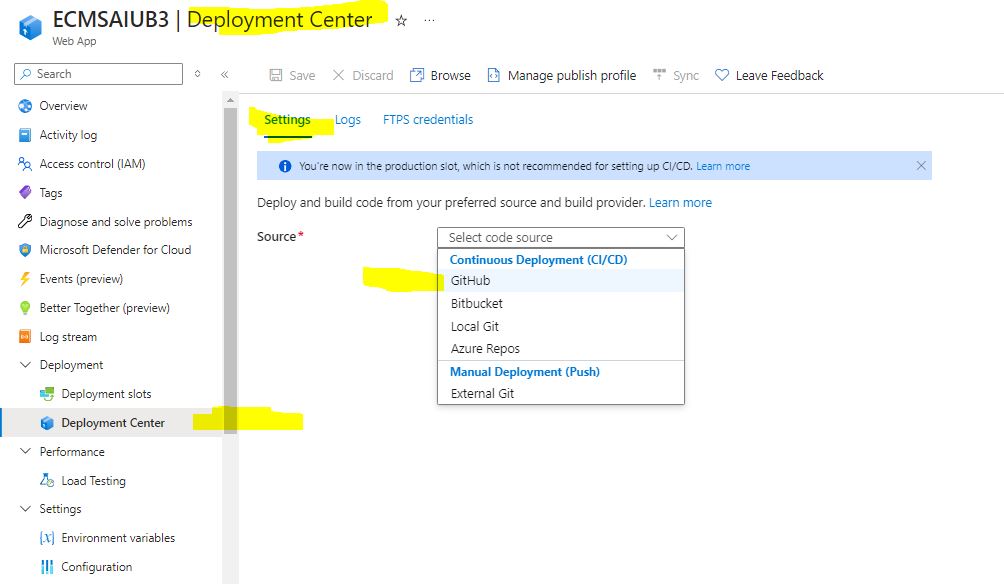 ECMSAIUB3 | Deployment Center
Web App
Search
Save
Discard
Browse
Manage publish profile
Sync
Leave Feedback
Overview
Activity log
Access control (IAM)
Tags
Diagnose and solve problems
Microsoft Defender for Cloud
Events (preview)
Better Together (preview)
Log stream
Deployment
Deployment slots
Deployment Center
Performance
Load Testing
Settings
Environment variables
Configuration
Settings
Logs
FTPS credentials
You're now in the production slot, which is not recommended for setting up CI/CD. Learn more
Deploy and build code from your preferred source and build provider. Learn more
Source*
Select code source
Continuous Deployment (CI/CD)
GitHub
Bitbucket
Local Git
Azure Repos
Manual Deployment (Push)
External Git